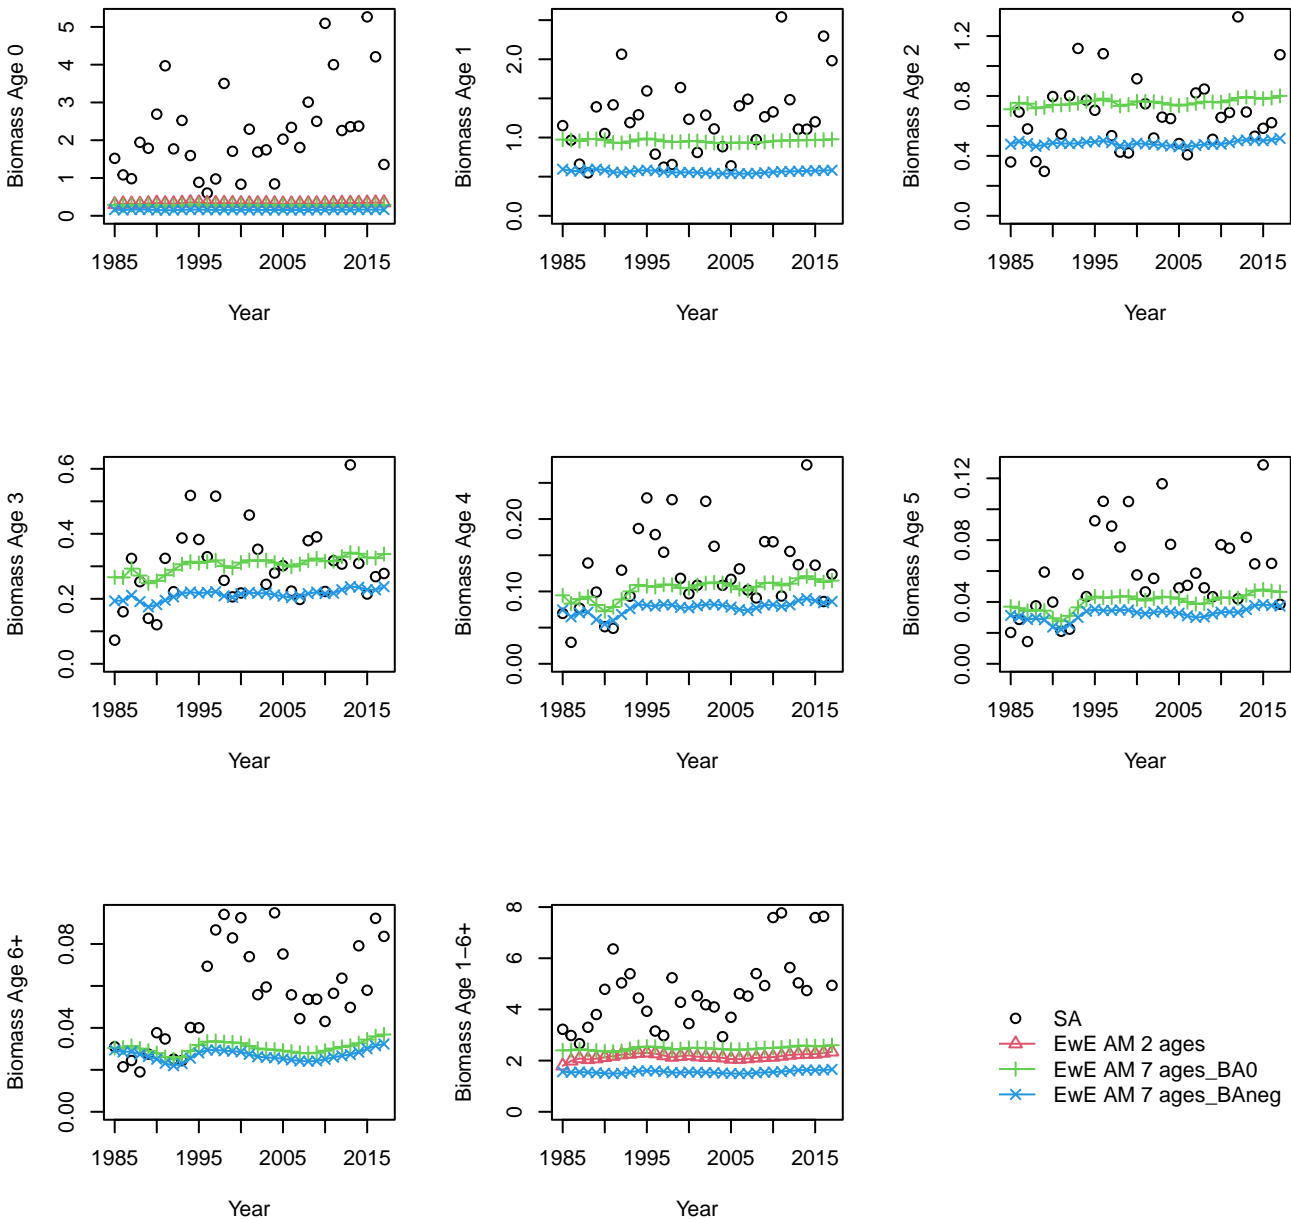 Biomass Age 0
5
4
3
2
1
0
1985 1995 2005 2015
Year
Biomass Age 1
2.0
1.0
0.0
1985 1995 2005 2015
Year
Biomass Age 2
1.2
0.8
0.4
0.0
1985 1995 2005 2015
Year
Biomass Age 3
0.6
0.4
0.2
0.0
1985 1995 2005 2015
Year
Biomass Age 4
0.20
0.10
0.00
1985 1995 2005 2015
Year
Biomass Age 5
0.12
0.08
0.04
0.00
1985 1995 2005 2015
Year
Biomass Age 6+
0.08
0.04
0.00
1985 1995 2005 2015
Year
Biomass Age 1−6+
8
6
4
2
0
1985 1995 2005 2015
Year
SA
EwE AM 2 ages
EwE AM 7 ages_BA0
EwE AM 7 ages_BAneg